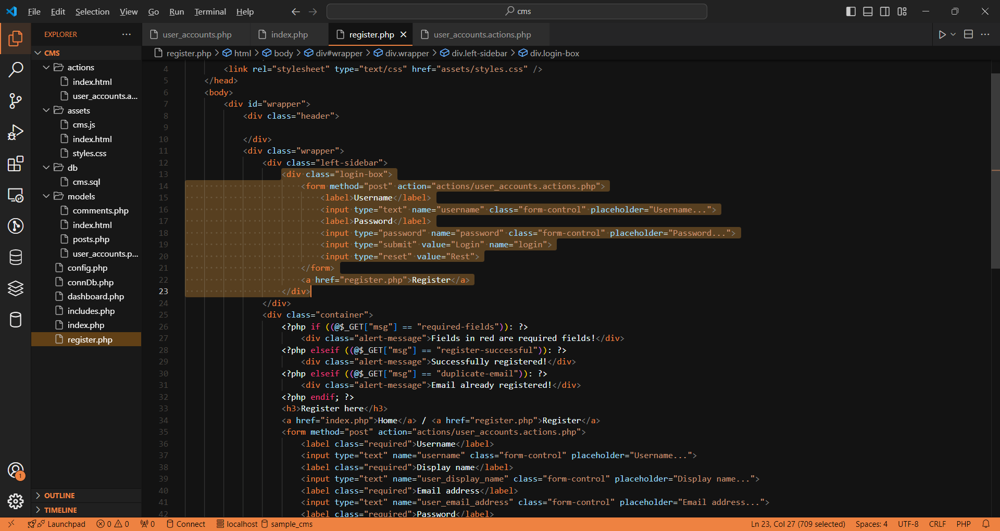 File Edit Selection View Go Run Terminal Help
cms
EXPLORER
CMS
actions
index.html
user_accounts.a...
assets
cms.js
index.html
styles.css
db
cms.sql
models
comments.php
index.html
posts.php
user_accounts.p...
config.php
connDb.php
dashboard.php
includes.php
index.php
register.php
OUTLINE
TIMELINE
user_accounts.php index.php register.php user_accounts.actions.php
register.php > html > body > div#wrapper > div.wrapper > div.left-sidebar > div.login-box
4 <link rel="stylesheet" type="text/css" href="assets/styles.css" />
5 </head>
6 <body>
7 <div id="wrapper">
8 <div class="header">
9
10 </div>
11 <div class="wrapper">
12 <div class="left-sidebar">
13 <div class="login-box">
14 <form method="post" action="actions/user_accounts.actions.php">
15 <label>Username</label>
16 <input type="text" name="username" class="form-control" placeholder="Username...">
17 <label>Password</label>
18 <input type="password" name="password" class="form-control" placeholder="Password...">
19 <input type="submit" value="Login" name="login">
20 <input type="reset" value="Rest">
21 </form>
22 <a href="register.php">Register</a>
23 </div>
24 </div>
25 <div class="container">
26 <?php if ((@$_GET["msg"] == "required-fields")): ?>
27 <div class="alert-message">Fields in red are required fields!</div>
28 <?php elseif ((@$_GET["msg"] == "register-successful")): ?>
29 <div class="alert-message">Successfully registered!</div>
30 <?php elseif ((@$_GET["msg"] == "duplicate-email")): ?>
31 <div class="alert-message">Email already registered!</div>
32 <?php endif; ?>
33 <h3>Register here</h3>
34 <a href="index.php">Home</a> / <a href="register.php">Register</a>
35 <form method="post" action="actions/user_accounts.actions.php">
36 <label class="required">Username</label>
37 <input type="text" name="username" class="form-control" placeholder="Username...">
38 <label class="required">Display name</label>
39 <input type="text" name="user_display_name" class="form-control" placeholder="Display name...">
40 <label class="required">Email address</label>
41 <input type="text" name="user_email_address" class="form-control" placeholder="Email address...">
42 <label class="required">Password</label>
1
Launchpad 0 0 0 Connect localhost sample_cms Ln 23, Col 27 (709 selected) Spaces: 4 UTF-8 CRLF PHP